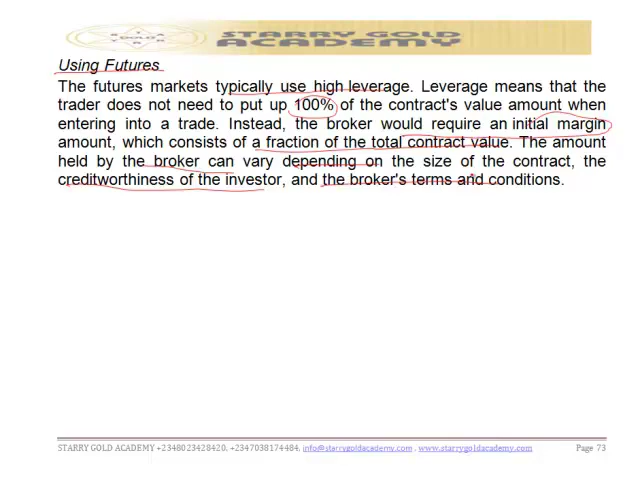 STARRY GOLD
ACADEMY
Using Futures
The futures markets typically use high leverage. Leverage means that the
trader does not need to put up 100% of the contract's value amount when
entering into a trade. Instead, the broker would require an initial margin
amount, which consists of a fraction of the total contract value. The amount
held by the broker can vary depending on the size of the contract, the
creditworthiness of the investor, and the broker's terms and conditions.
STARRY GOLD ACADEMY +2348023428420, +2347038174484, info@starrygoldacademy.com , www.starrygoldacademy.com Page 73